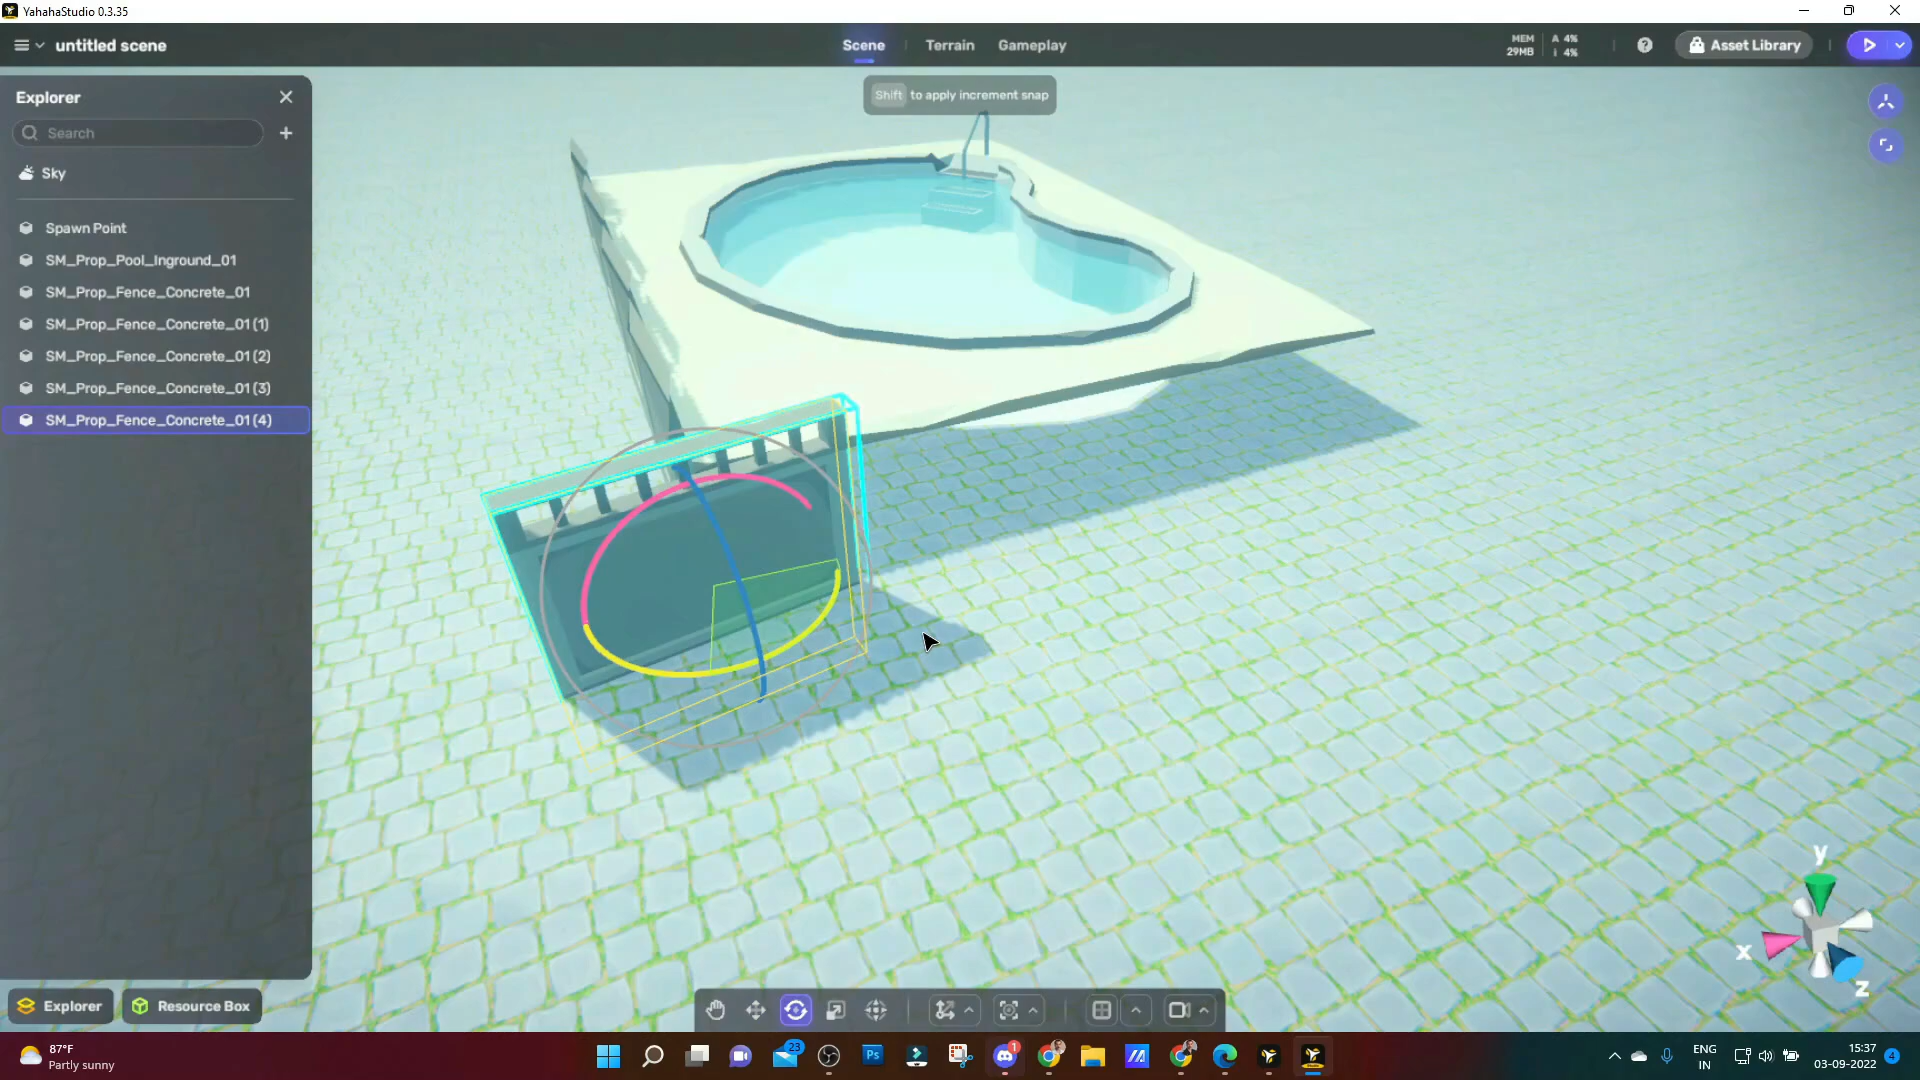 YahahaStudio 0.3.35
untitled scene
Scene
Terrain
Gameplay
MEM
29MB
A 4%
4%
Asset Library
Explorer
Shift to apply increment snap
Search
Sky
Spawn Point
SM_Prop_Pool_Inground_01
SM_Prop_Fence_Concrete_01
SM_Prop_Fence_Concrete_01 (1)
SM_Prop_Fence_Concrete_01 (2)
SM_Prop_Fence_Concrete_01 (3)
SM_Prop_Fence_Concrete_01 (4)
y
x
z
Explorer
Resource Box
87°F
Partly sunny
23
Ps
1
ENG
IN
15:37
03-09-2022
4